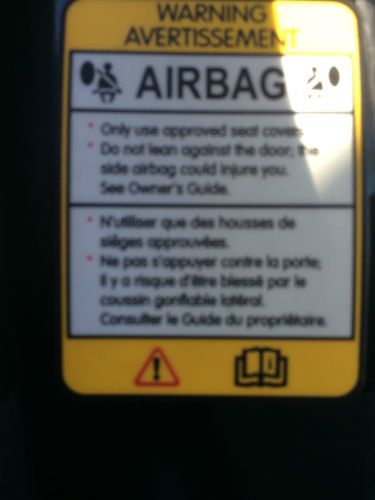 WARNING
AVERTISSEMENT
AIRBAG
* Only use approved seat covers
* Do not lean against the door; the
side airbag could injure you.
See Owner's Guide.
* N'utiliser que des housses de
sièges approuvées.
* Ne pas s'appuyer contre la porte;
il y a risque d'être blessé par le
coussin gonflable latéral.
Consulter le Guide du propriétaire.